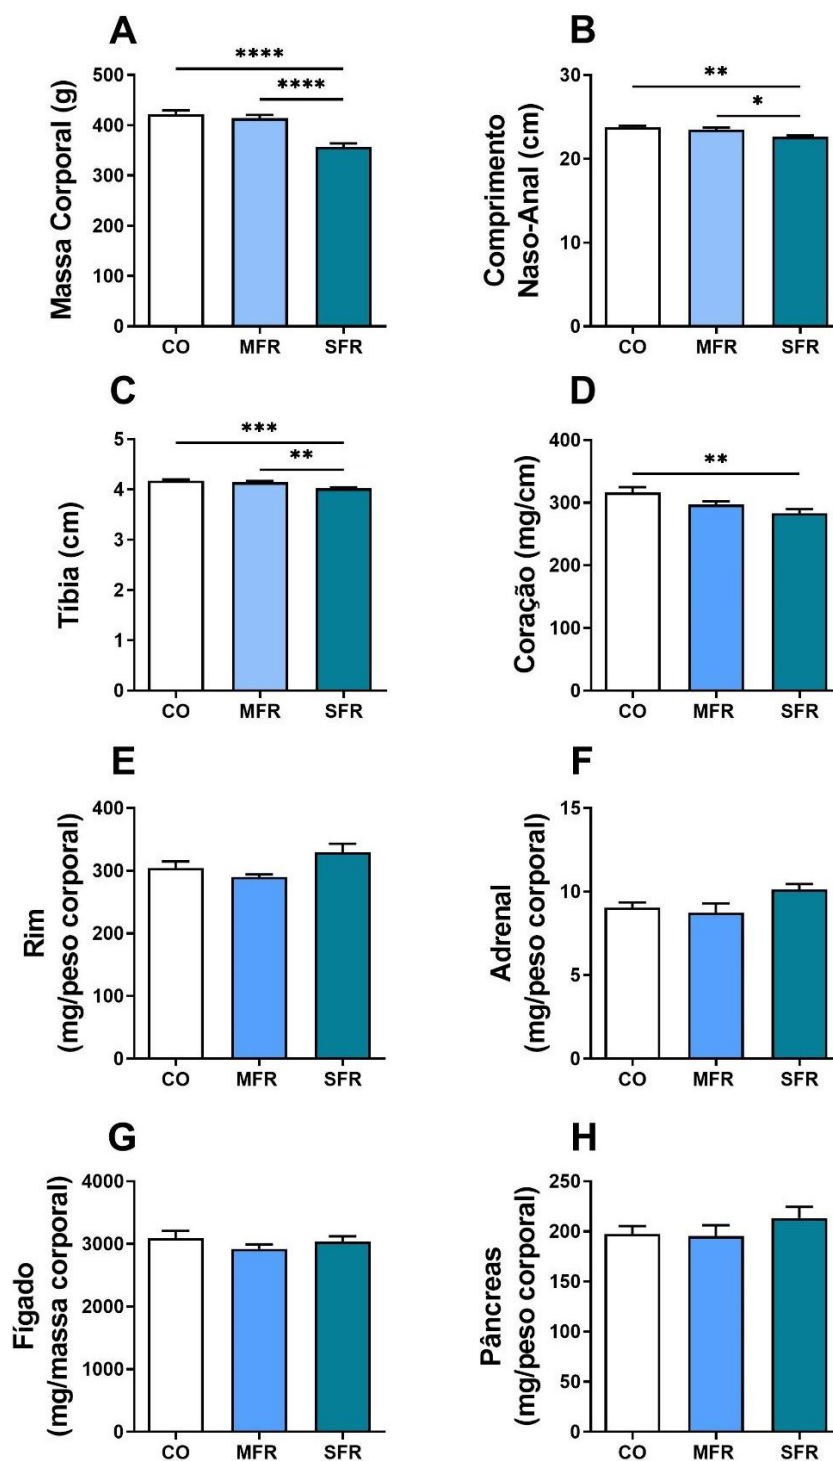 A
Massa Corporal (g)
500
400
300
200
100
0
****
****
CO MFR SFR
B
Comprimento
Naso-Anal (cm)
30
20
10
0
**
*
CO MFR SFR
C
Tíbia (cm)
5
4
3
2
1
0
***
**
CO MFR SFR
D
Coração (mg/cm)
400
300
200
100
0
**
CO MFR SFR
E
Rim
(mg/peso corporal)
400
300
200
100
0
CO MFR SFR
F
Adrenal
(mg/peso corporal)
15
10
5
0
CO MFR SFR
G
Fígado
(mg/massa corporal)
4000
3000
2000
1000
0
CO MFR SFR
H
Pâncreas
(mg/peso corporal)
250
200
150
100
50
0
CO MFR SFR